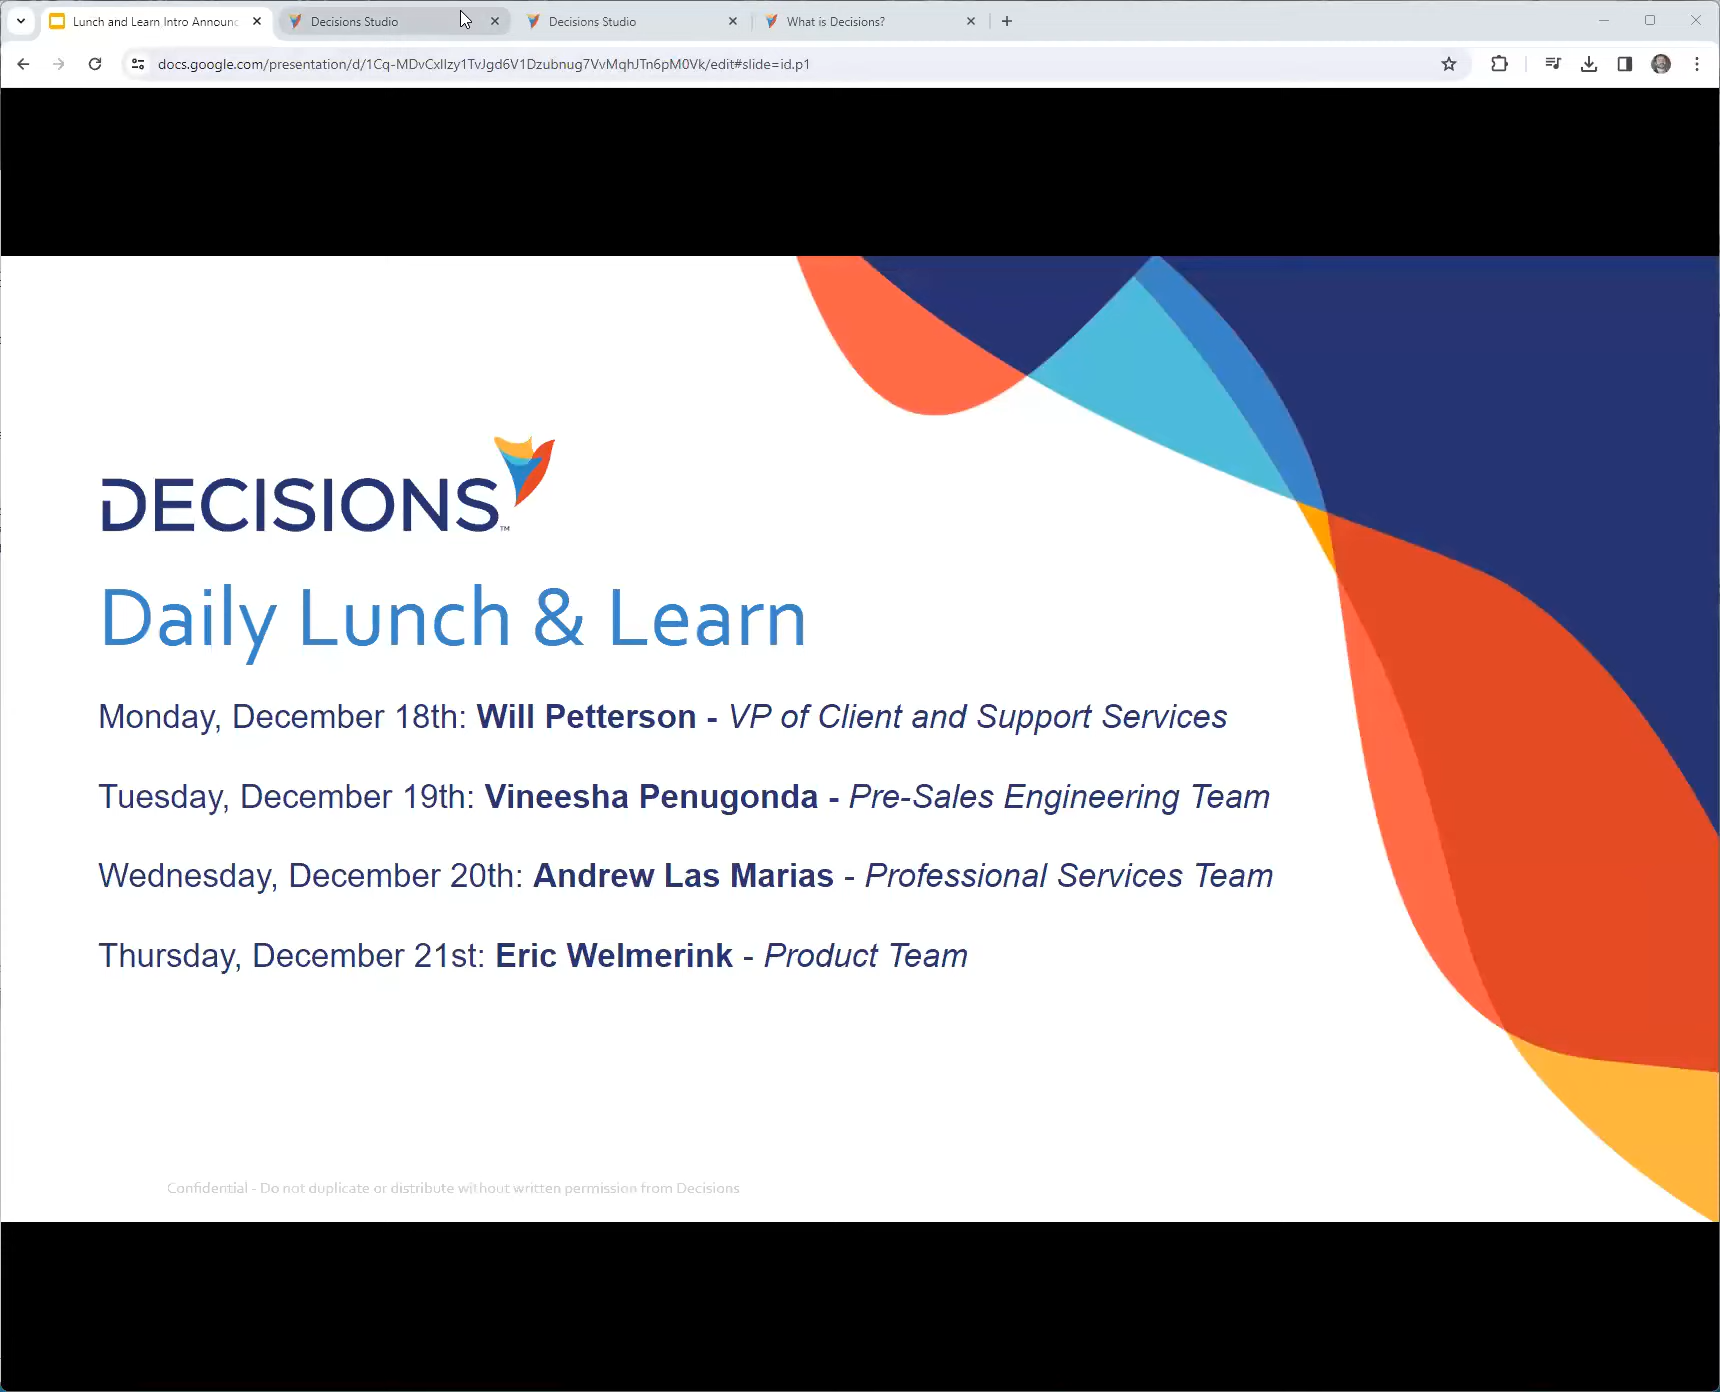 Lunch and Learn Intro Announc
Decisions Studio
Decisions Studio
What is Decisions?
docs.google.com/presentation/d/1Cq-MDvCxIlzy1TvJgd6V1Dzubnug7VvMqhJTn6pM0Vk/edit#slide=id.p1
DECISIONS™
Daily Lunch & Learn
Monday, December 18th: Will Petterson - VP of Client and Support Services
Tuesday, December 19th: Vineesha Penugonda - Pre-Sales Engineering Team
Wednesday, December 20th: Andrew Las Marias - Professional Services Team
Thursday, December 21st: Eric Welmerink - Product Team
Confidential - Do not duplicate or distribute without written permission from Decisions